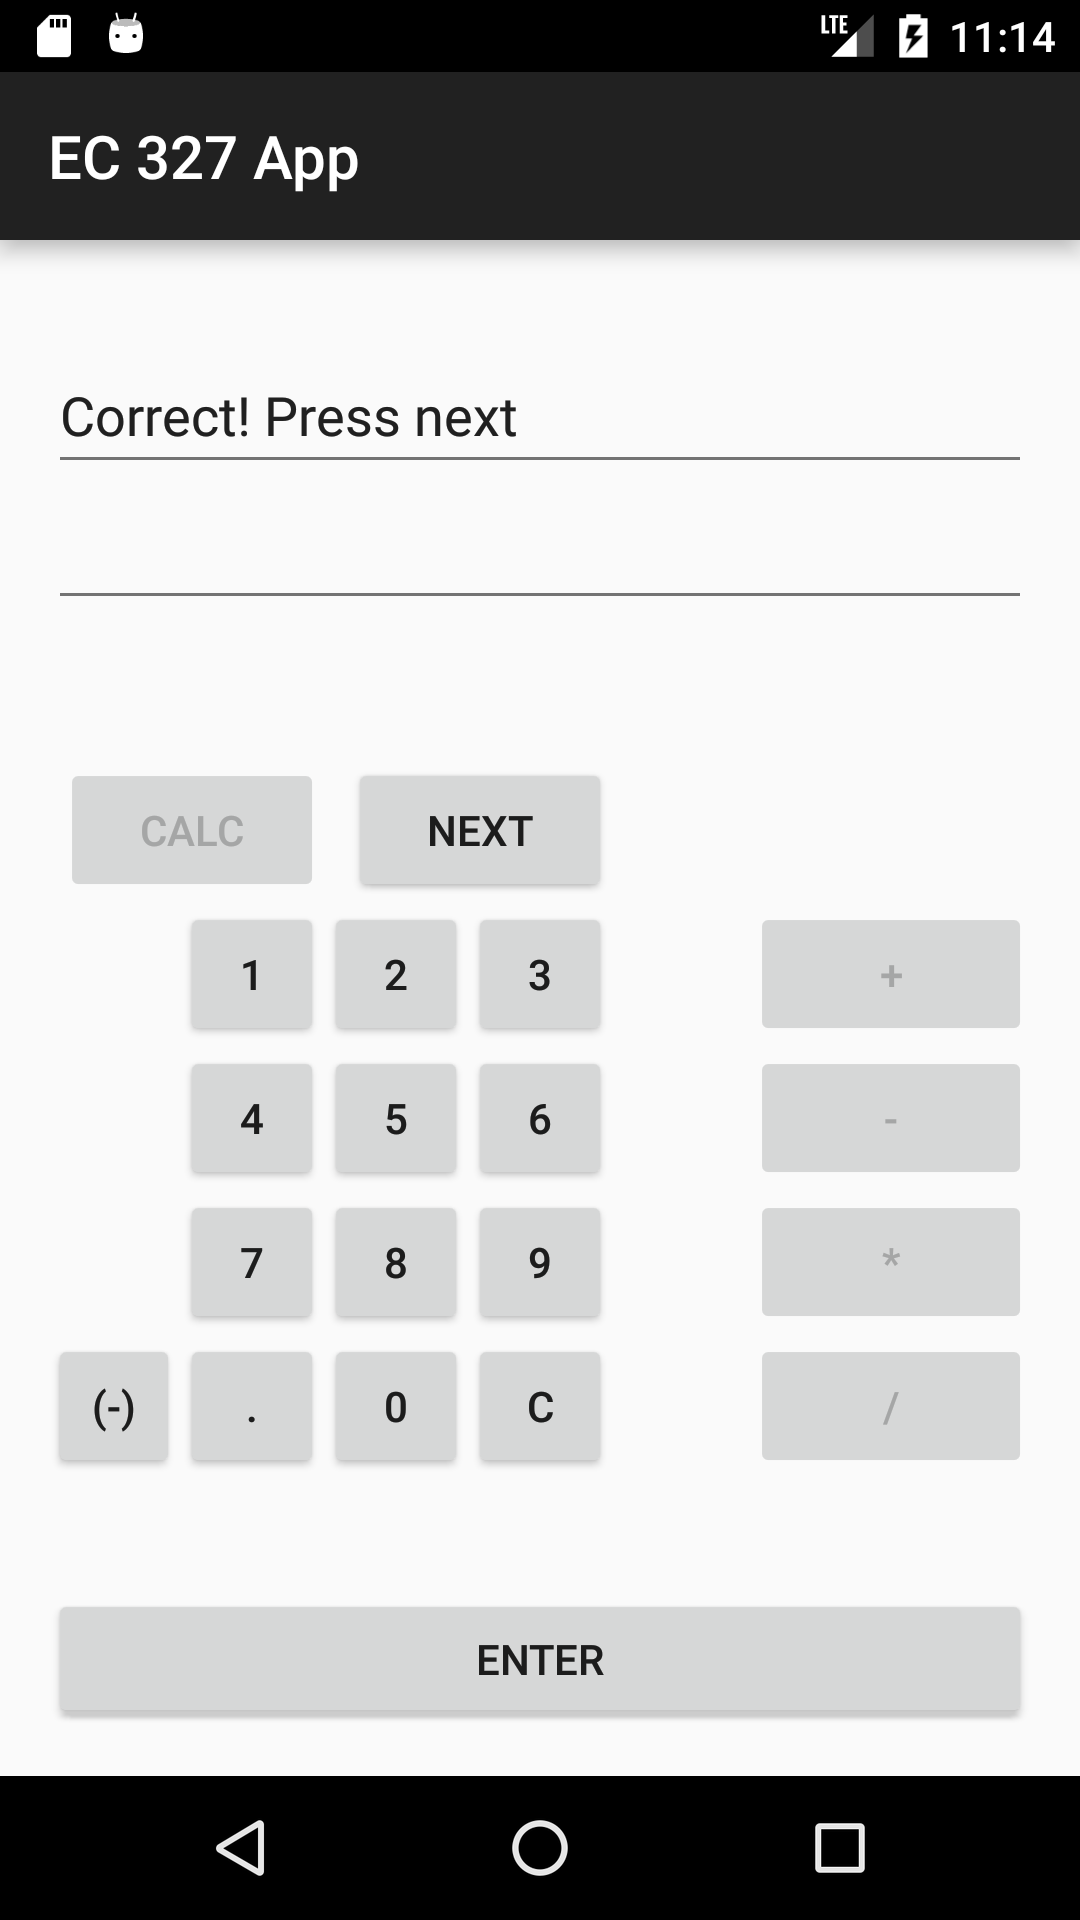 LTE 11:14
EC 327 App
Correct! Press next
CALC NEXT
1 2 3 +
4 5 6 -
7 8 9 *
(-) . 0 C /
ENTER